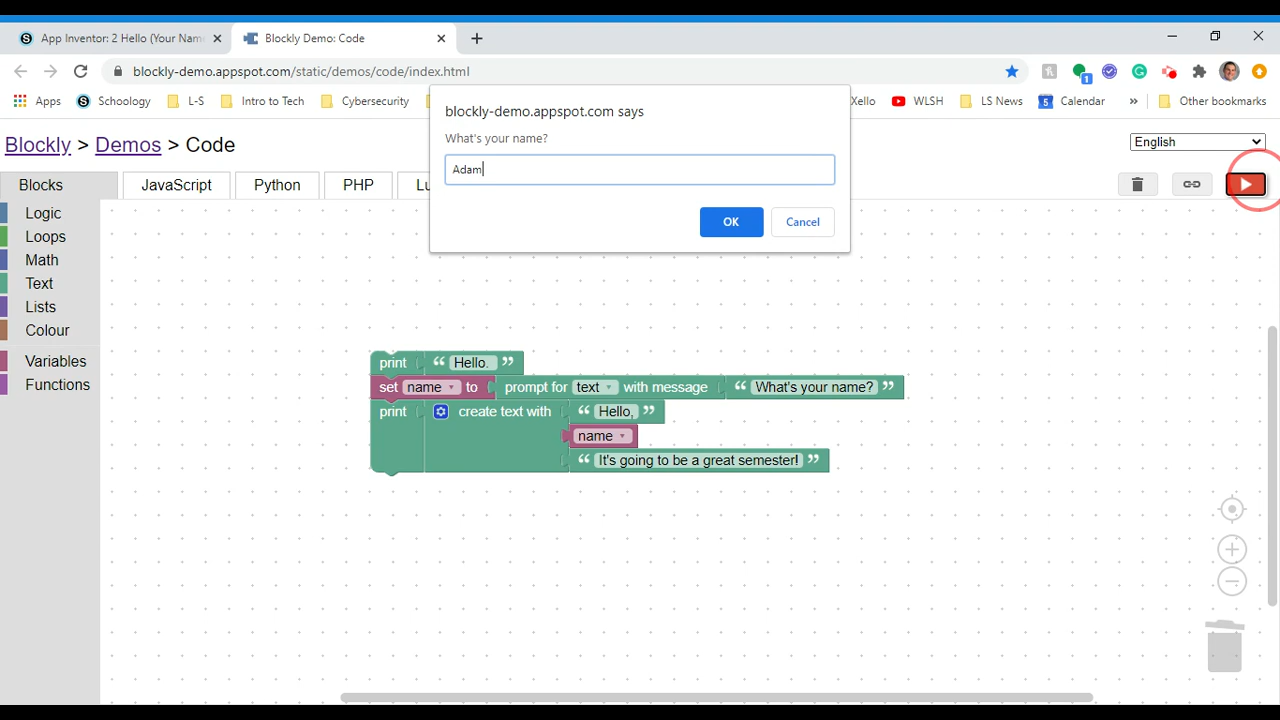 App Inventor: 2 Hello (Your Name
Blockly Demo: Code
blockly-demo.appspot.com/static/demos/code/index.html
Apps
Schoology
L-S
Intro to Tech
Cybersecurity
Xello
WLSH
LS News
5
Calendar
»
Other bookmarks
1
blockly-demo.appspot.com says
What's your name?
Adam
OK
Cancel
Blockly > Demos > Code
English
Blocks
JavaScript
Python
PHP
Lu
Logic
Loops
Math
Text
Lists
Colour
Variables
Functions
print “ Hello. ”
set name to prompt for text with message “ What's your name? ”
print create text with “ Hello, ”
name
“ It's going to be a great semester! ”